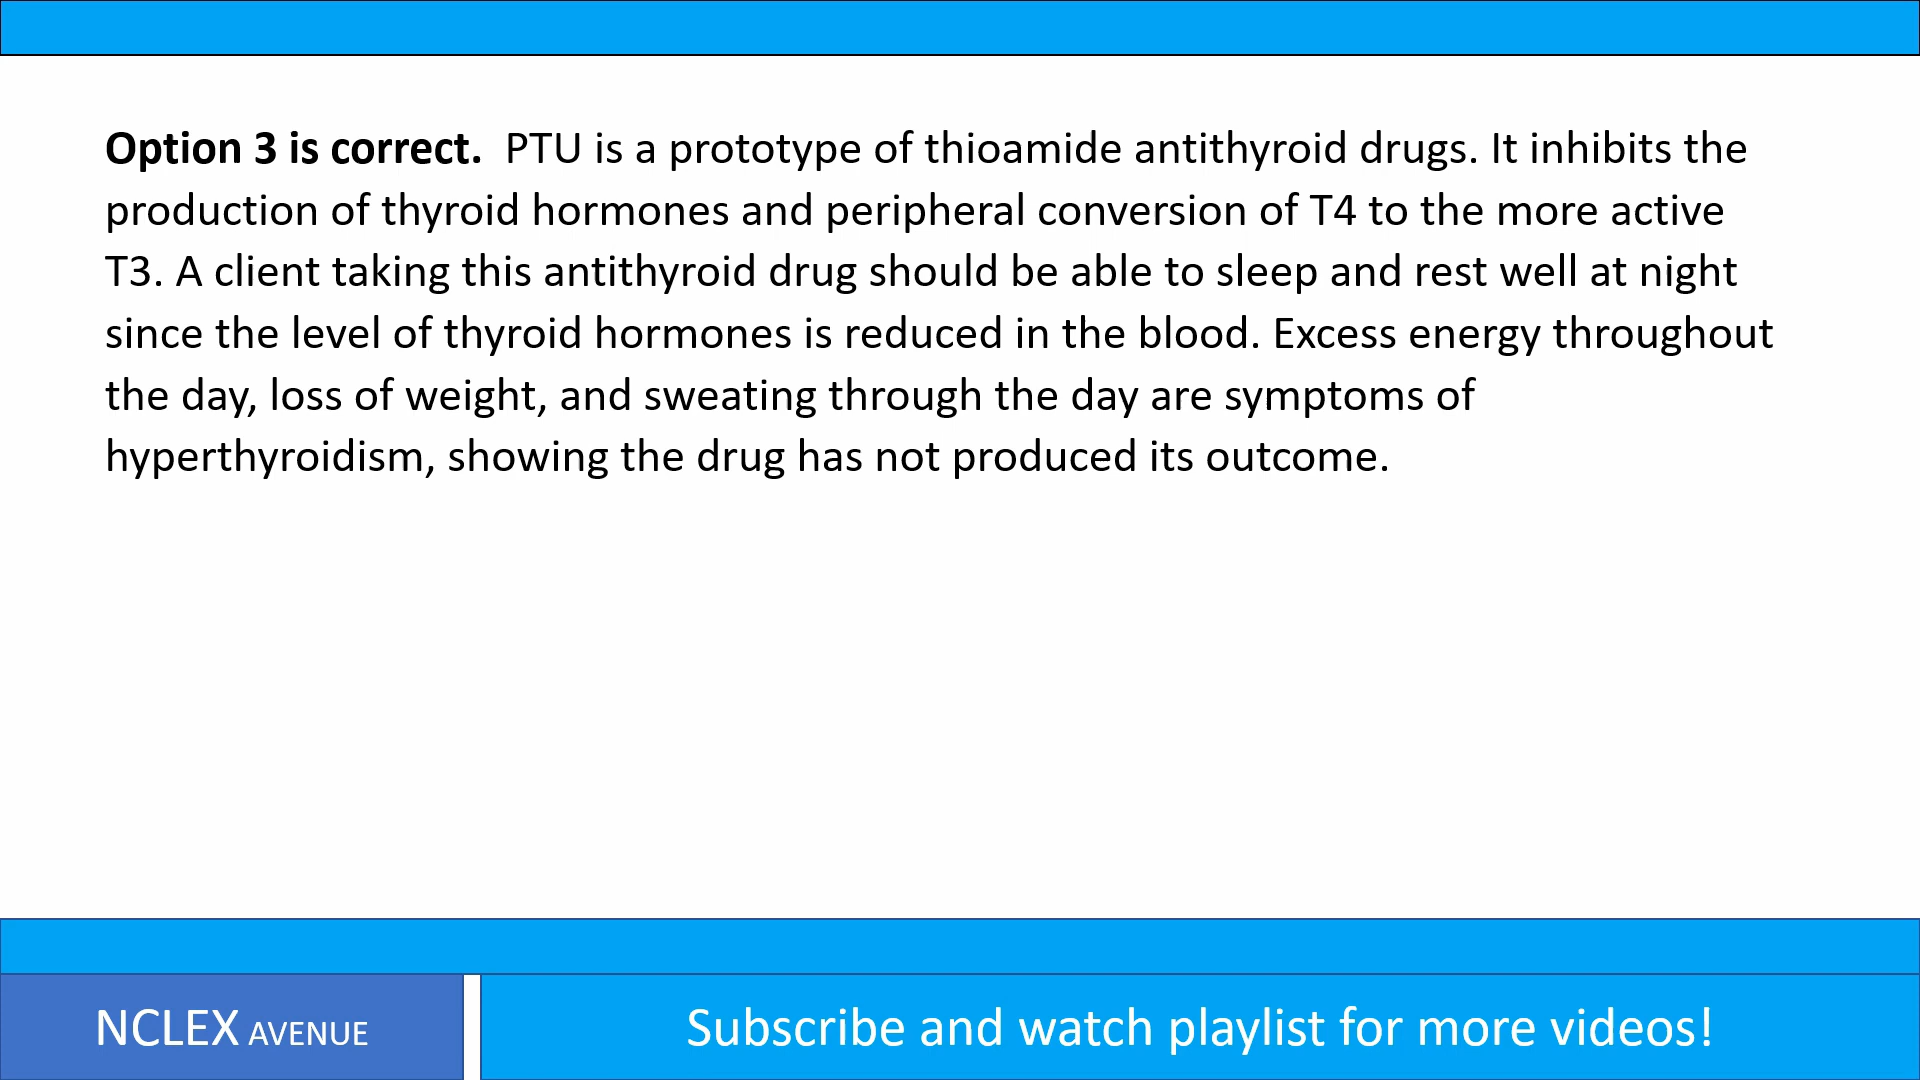 Option 3 is correct.  PTU is a prototype of thioamide antithyroid drugs. It inhibits the
production of thyroid hormones and peripheral conversion of T4 to the more active
T3. A client taking this antithyroid drug should be able to sleep and rest well at night
since the level of thyroid hormones is reduced in the blood. Excess energy throughout
the day, loss of weight, and sweating through the day are symptoms of
hyperthyroidism, showing the drug has not produced its outcome.
NCLEX AVENUE
Subscribe and watch playlist for more videos!